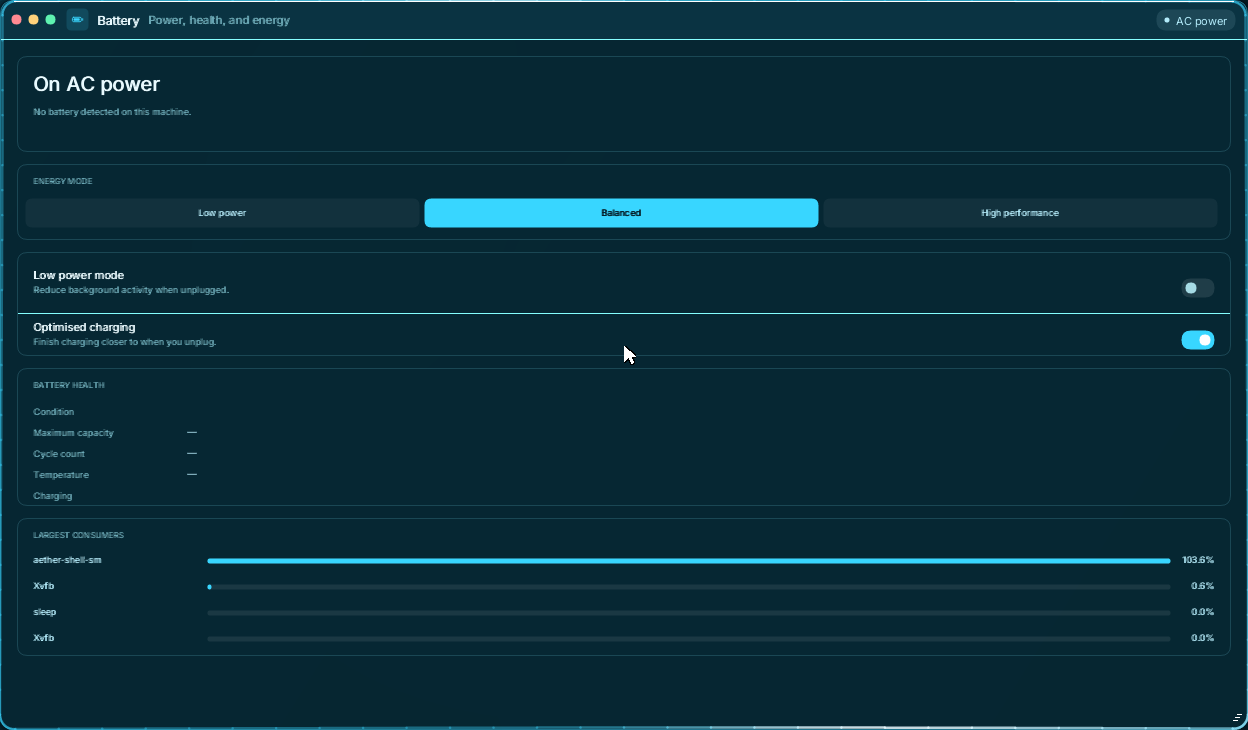 Battery Power, health, and energy AC power
On AC power
No battery detected on this machine.
ENERGY MODE
Low power Balanced High performance
Low power mode
Reduce background activity when unplugged.
Optimised charging
Finish charging closer to when you unplug.
BATTERY HEALTH
Condition
Maximum capacity —
Cycle count —
Temperature —
Charging
LARGEST CONSUMERS
aether-shell-sm 103.6%
Xvfb 0.6%
sleep 0.0%
Xvfb 0.0%